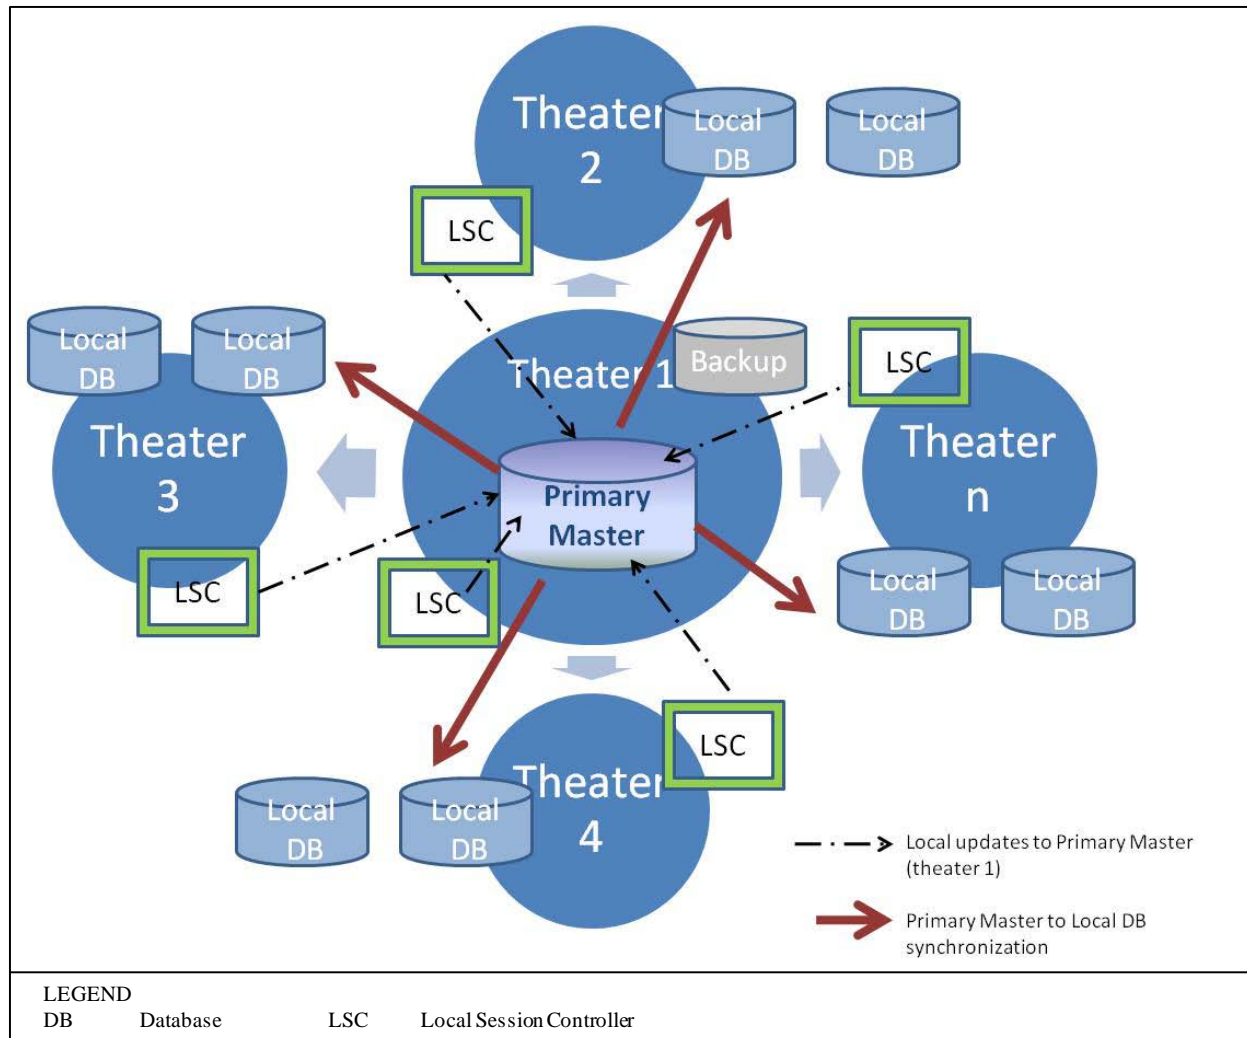 Theater
2
Local
DB
Local
DB
LSC
Local
DB
Local
DB
Theater 1
Backup
LSC
Theater
3
Primary
Master
Theater
n
LSC
LSC
Local
DB
Local
DB
LSC
Theater
4
Local
DB
Local
DB
Local updates to Primary Master
(theater 1)
Primary Master to Local DB
synchronization
LEGEND
DB Database LSC Local Session Controller